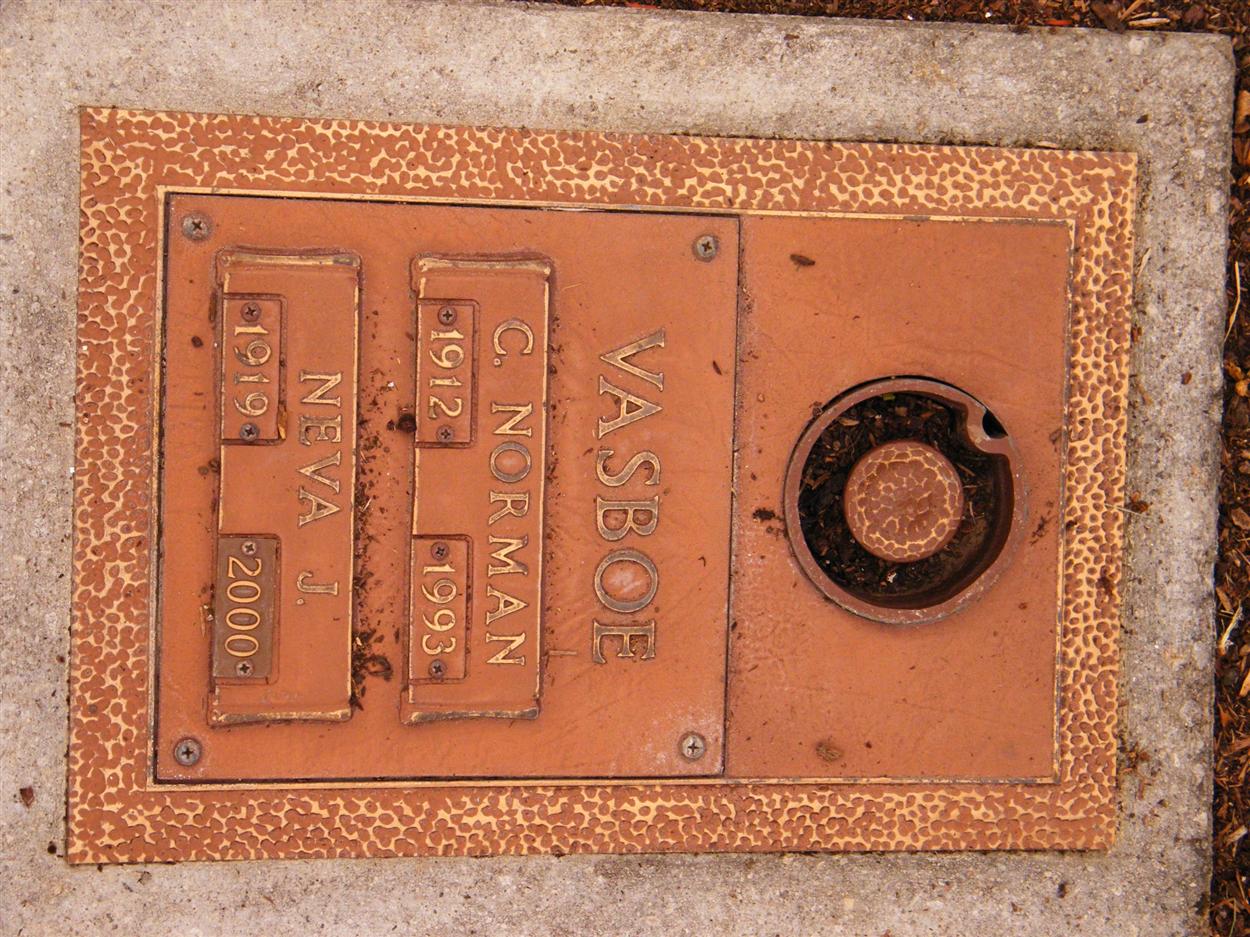 VASBOE
C. NORMAN
1912 1993
NEVA J.
1919 2000